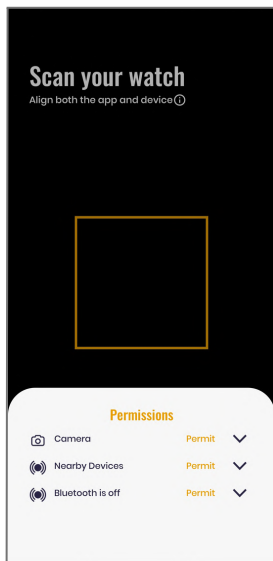 Scan your watch
Align both the app and device
Permissions
Camera Permit
Nearby Devices Permit
Bluetooth is off Permit